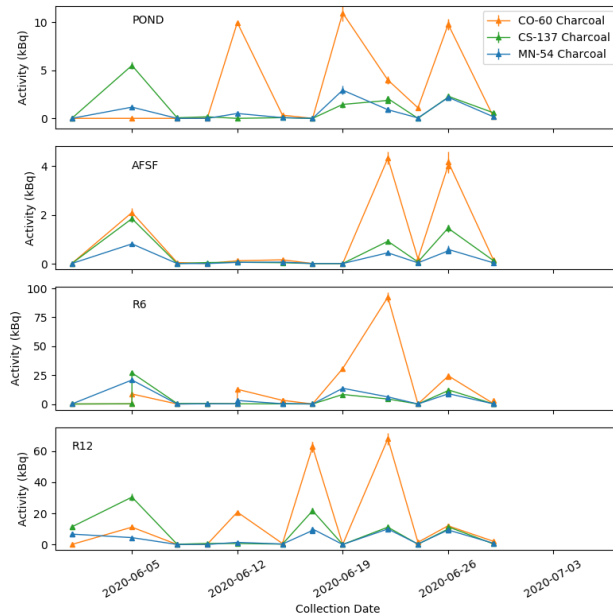 POND
CO-60 Charcoal
CS-137 Charcoal
MN-54 Charcoal
10
5
0
Activity (kBq)
AFSF
4
2
0
Activity (kBq)
R6
100
75
50
25
0
Activity (kBq)
R12
60
40
20
0
Activity (kBq)
2020-06-05
2020-06-12
2020-06-19
2020-06-26
2020-07-03
Collection Date